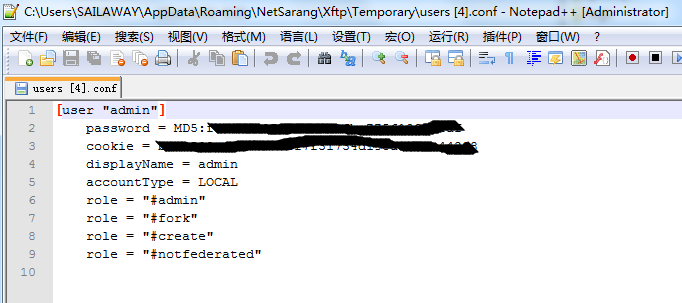 C:\Users\SAILAWAY\AppData\Roaming\NetSarang\Xftp\Temporary\users [4].conf - Notepad++ [Administrator]
文件(F) 编辑(E) 搜索(S) 视图(V) 格式(M) 语言(L) 设置(T) 宏(O) 运行(R) 插件(P) 窗口(W) ?
users [4].conf
1 [user "admin"]
2 password = MD5:
3 cookie =
4 displayName = admin
5 accountType = LOCAL
6 role = "#admin"
7 role = "#fork"
8 role = "#create"
9 role = "#notfederated"
10